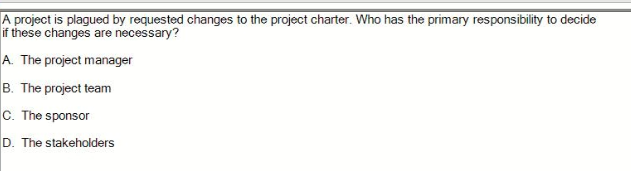 A project is plagued by requested changes to the project charter. Who has the primary responsibility to decide
if these changes are necessary?
A. The project manager
B. The project team
C. The sponsor
D. The stakeholders